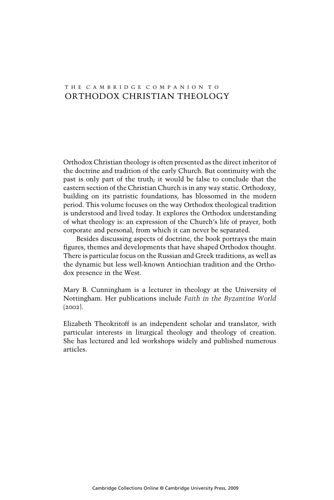 THE CAMBRIDGE COMPANION TO
ORTHODOX CHRISTIAN THEOLOGY
Orthodox Christian theology is often presented as the direct inheritor of
the doctrine and tradition of the early Church. But continuity with the
past is only part of the truth; it would be false to conclude that the
eastern section of the Christian Church is in any way static. Orthodoxy,
building on its patristic foundations, has blossomed in the modern
period. This volume focuses on the way Orthodox theological tradition
is understood and lived today. It explores the Orthodox understanding
of what theology is: an expression of the Church's life of prayer, both
corporate and personal, from which it can never be separated.
Besides discussing aspects of doctrine, the book portrays the main
figures, themes and developments that have shaped Orthodox thought.
There is particular focus on the Russian and Greek traditions, as well as
the dynamic but less well-known Antiochian tradition and the Ortho-
dox presence in the West.
Mary B. Cunningham is a lecturer in theology at the University of
Nottingham. Her publications include Faith in the Byzantine World
(2002).
Elizabeth Theokritoff is an independent scholar and translator, with
particular interests in liturgical theology and theology of creation.
She has lectured and led workshops widely and published numerous
articles.
Cambridge Collections Online © Cambridge University Press, 2009